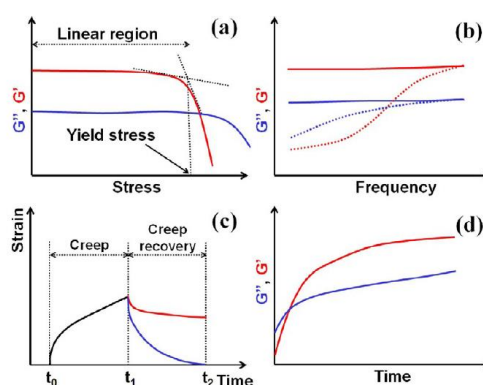 (a)
Linear region
G'', G'
Yield stress
Stress
(b)
G'', G'
Frequency
(c)
Strain
Creep
Creep recovery
t0 t1 t2 Time
(d)
G'', G'
Time